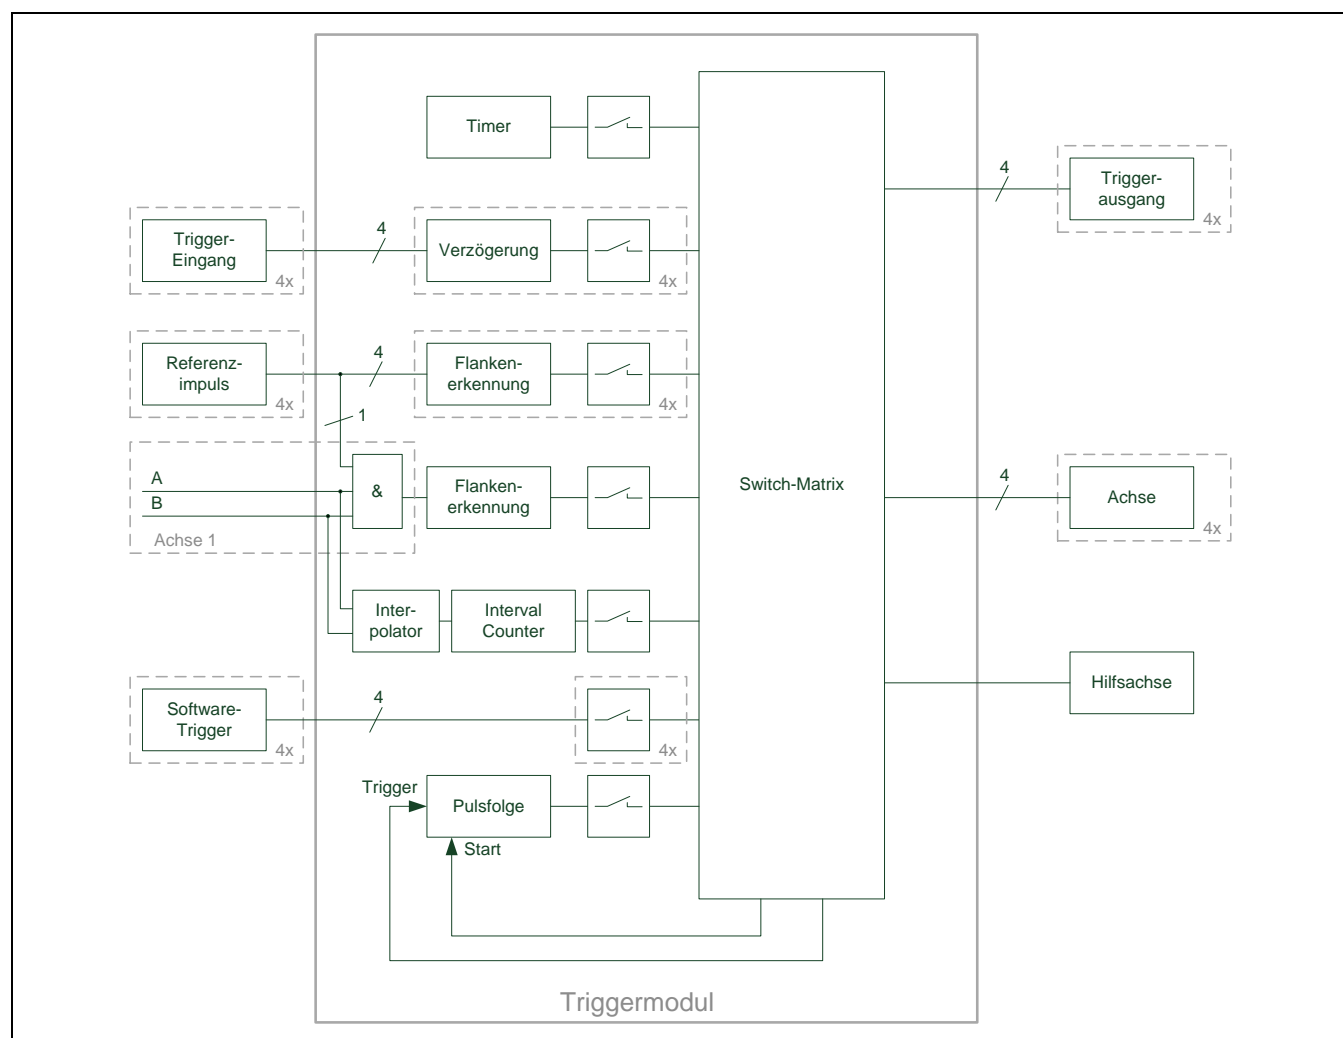 Timer
4
Trigger-
ausgang
4x
Trigger-
Eingang
4x
4
Verzögerung
4x
Referenz-
impuls
4x
4
Flanken-
erkennung
4x
1
A
B
&
Achse 1
Flanken-
erkennung
Switch-Matrix
4
Achse
4x
Inter-
polator
Interval
Counter
Hilfsachse
Software-
Trigger
4x
4
4x
Trigger
Pulsfolge
Start
Triggermodul